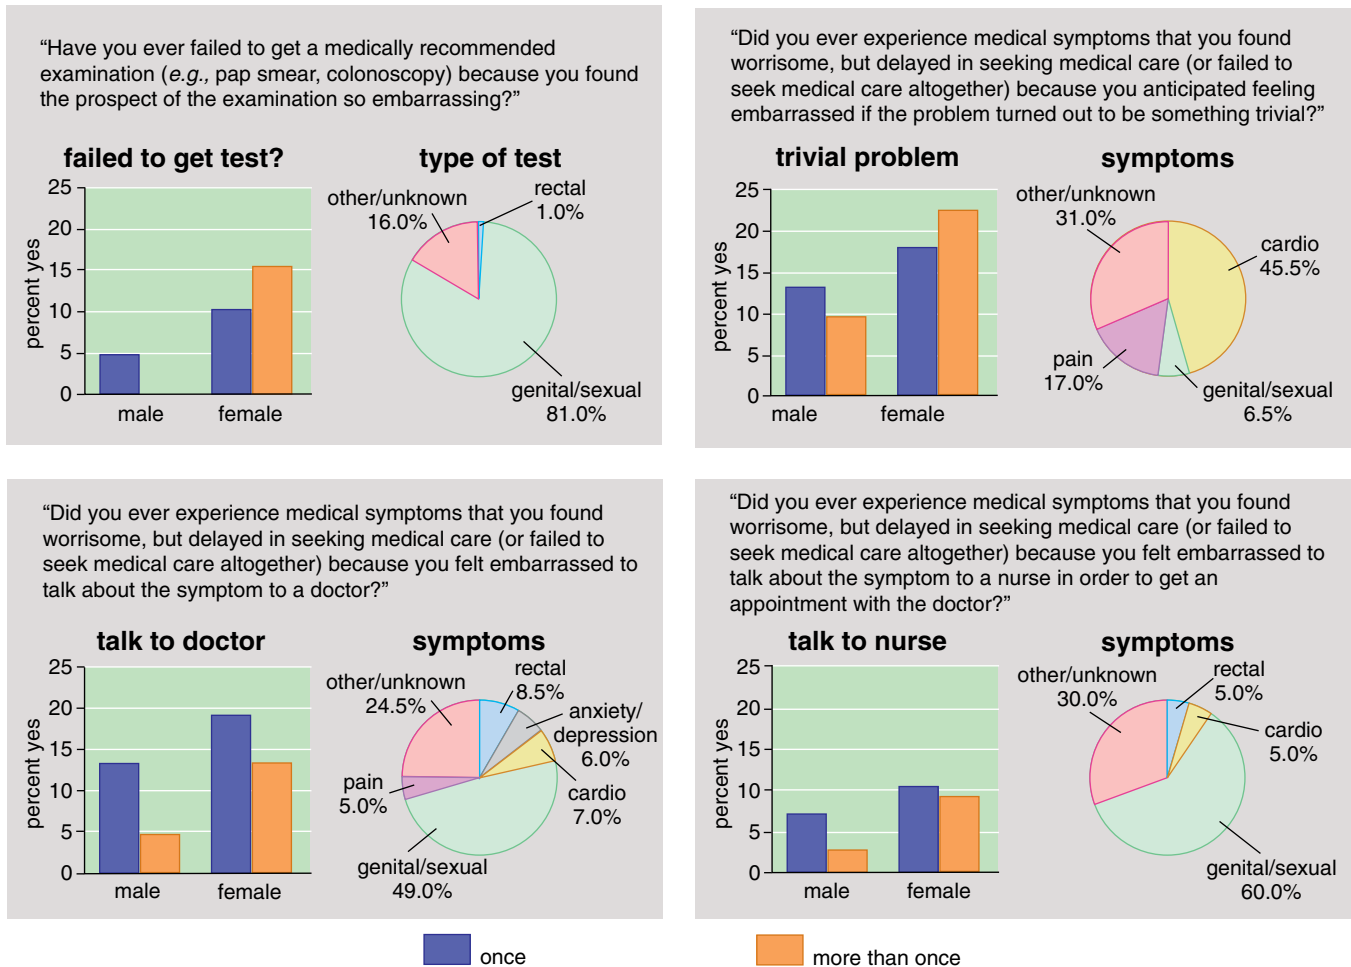 “Have you ever failed to get a medically recommended
examination (e.g., pap smear, colonoscopy) because you found
the prospect of the examination so embarrassing?”
failed to get test?
percent yes
25
20
15
10
5
0
male
female
type of test
other/unknown
16.0%
rectal
1.0%
genital/sexual
81.0%
“Did you ever experience medical symptoms that you found
worrisome, but delayed in seeking medical care (or failed to
seek medical care altogether) because you anticipated feeling
embarrassed if the problem turned out to be something trivial?”
trivial problem
percent yes
25
20
15
10
5
0
male
female
symptoms
other/unknown
31.0%
cardio
45.5%
pain
17.0%
genital/sexual
6.5%
“Did you ever experience medical symptoms that you found
worrisome, but delayed in seeking medical care (or failed to
seek medical care altogether) because you felt embarrassed to
talk about the symptom to a doctor?”
talk to doctor
percent yes
25
20
15
10
5
0
male
female
symptoms
other/unknown
24.5%
rectal
8.5%
anxiety/
depression
6.0%
cardio
7.0%
pain
5.0%
genital/sexual
49.0%
“Did you ever experience medical symptoms that you found
worrisome, but delayed in seeking medical care (or failed to
seek medical care altogether) because you felt embarrassed to
talk about the symptom to a nurse in order to get an
appointment with the doctor?”
talk to nurse
percent yes
25
20
15
10
5
0
male
female
symptoms
other/unknown
30.0%
rectal
5.0%
cardio
5.0%
genital/sexual
60.0%
once
more than once